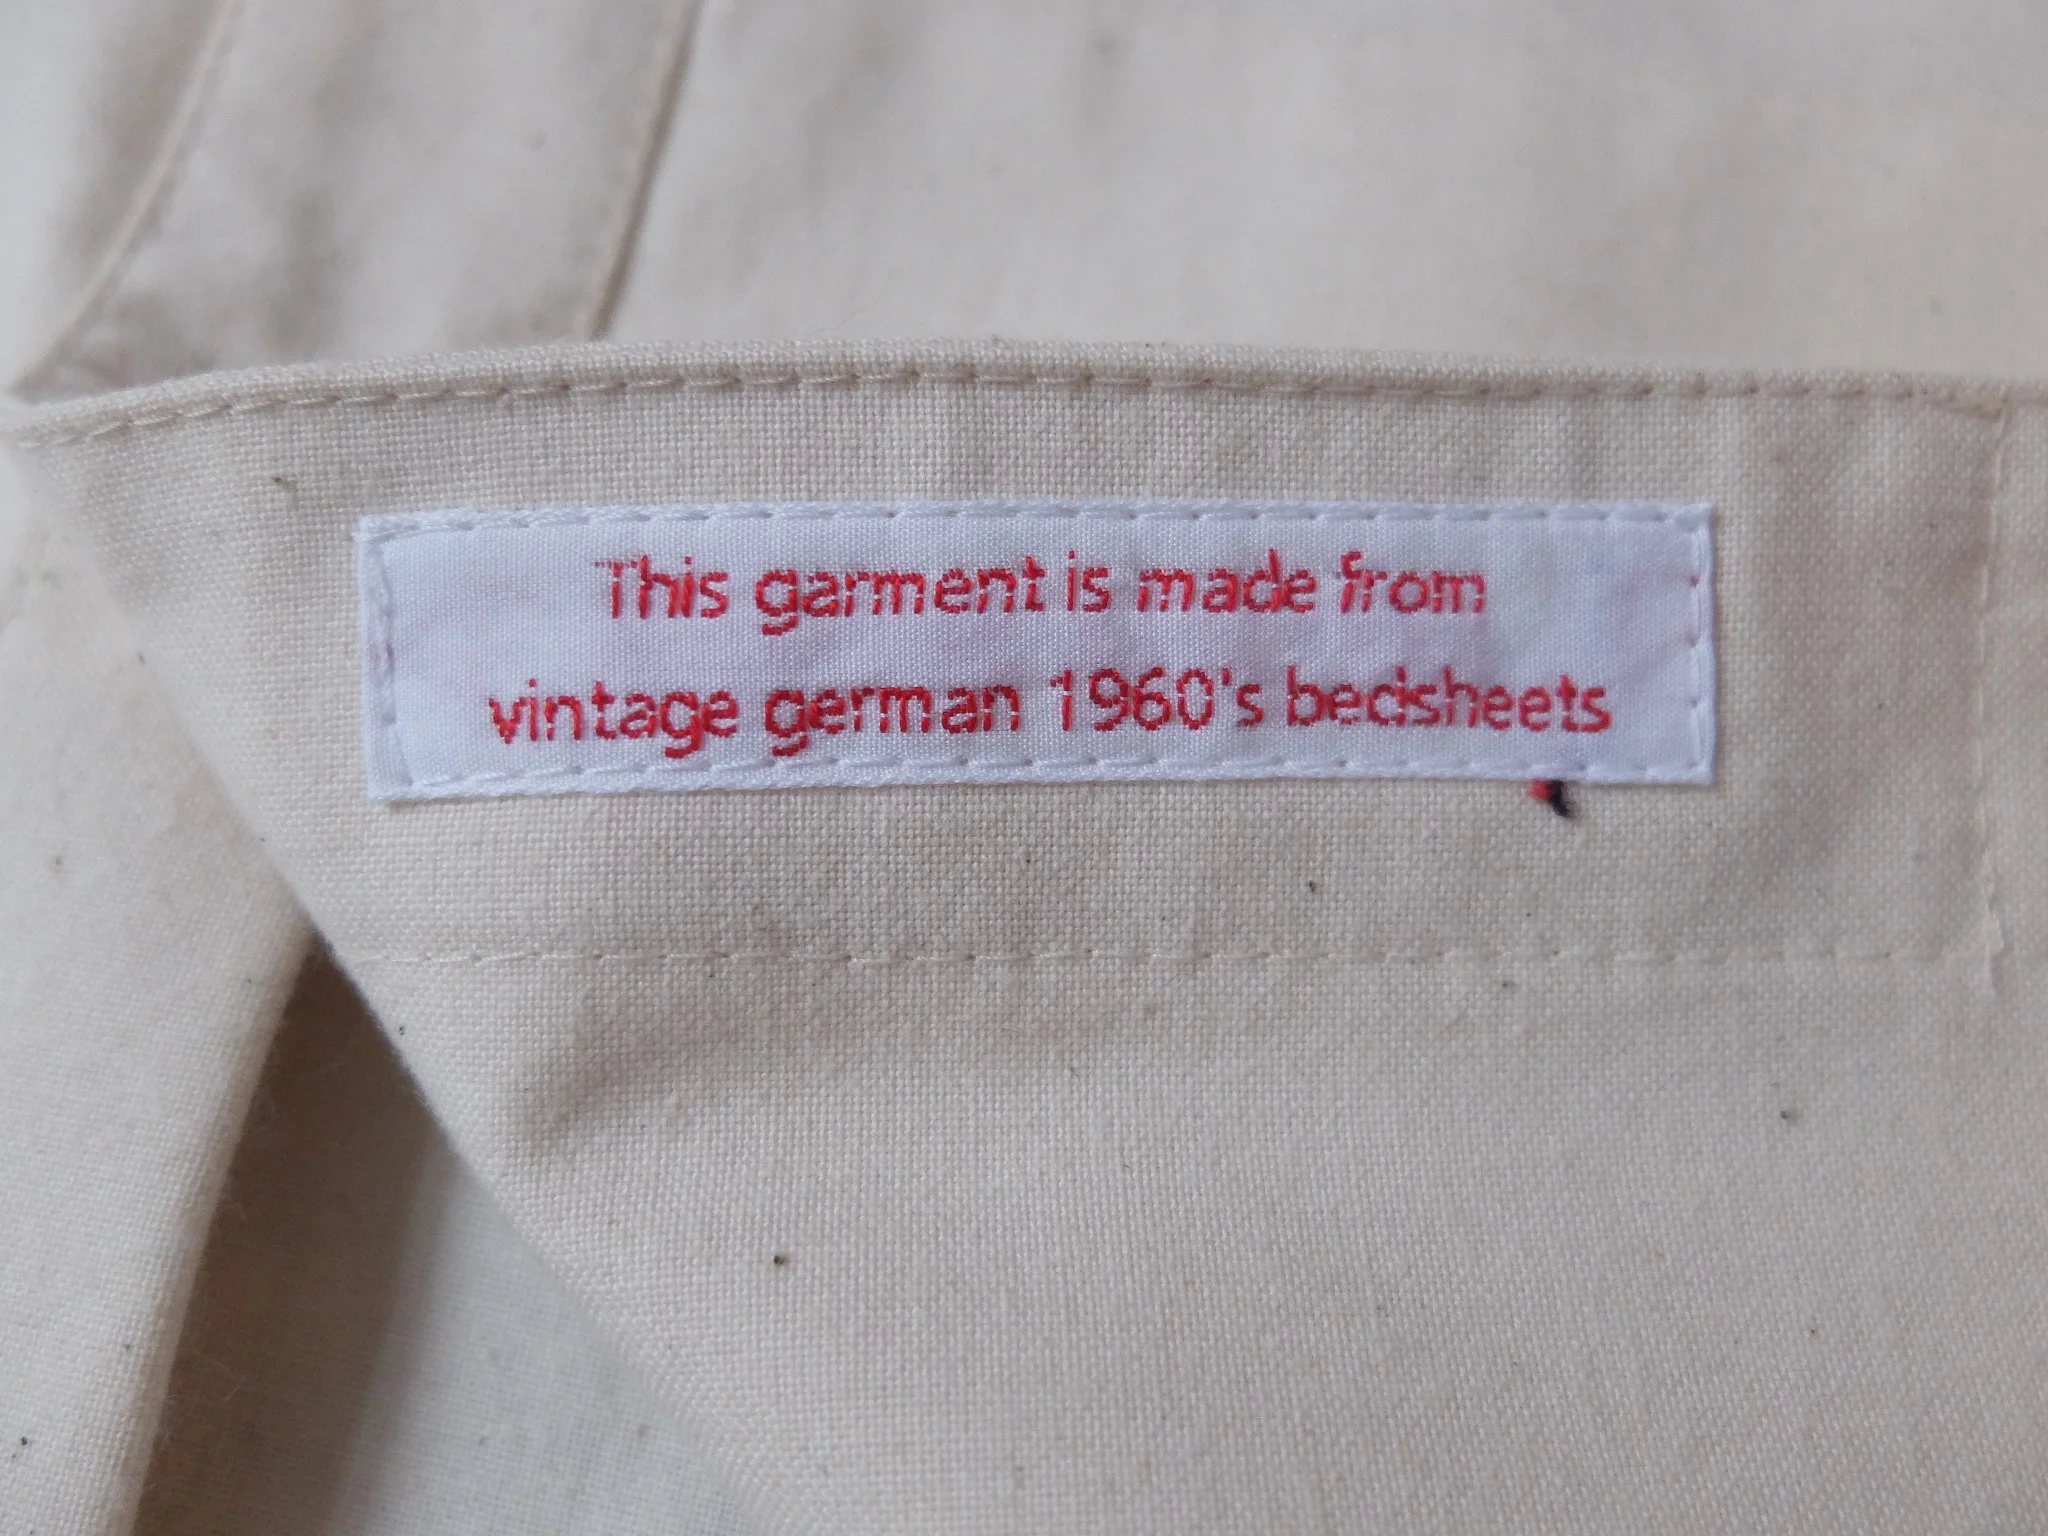 This garment is made from
vintage german 1960's bedsheets